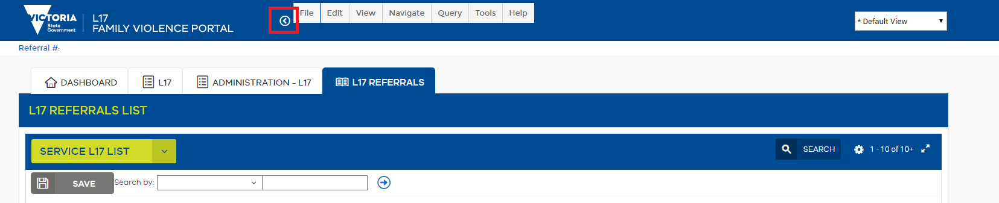 VICTORIA
State
Government
L17
FAMILY VIOLENCE PORTAL
File Edit View Navigate Query Tools Help
* Default View
Referral #:
DASHBOARD L17 ADMINISTRATION - L17 L17 REFERRALS
L17 REFERRALS LIST
SERVICE L17 LIST SEARCH 1 - 10 of 10+
SAVE Search by: